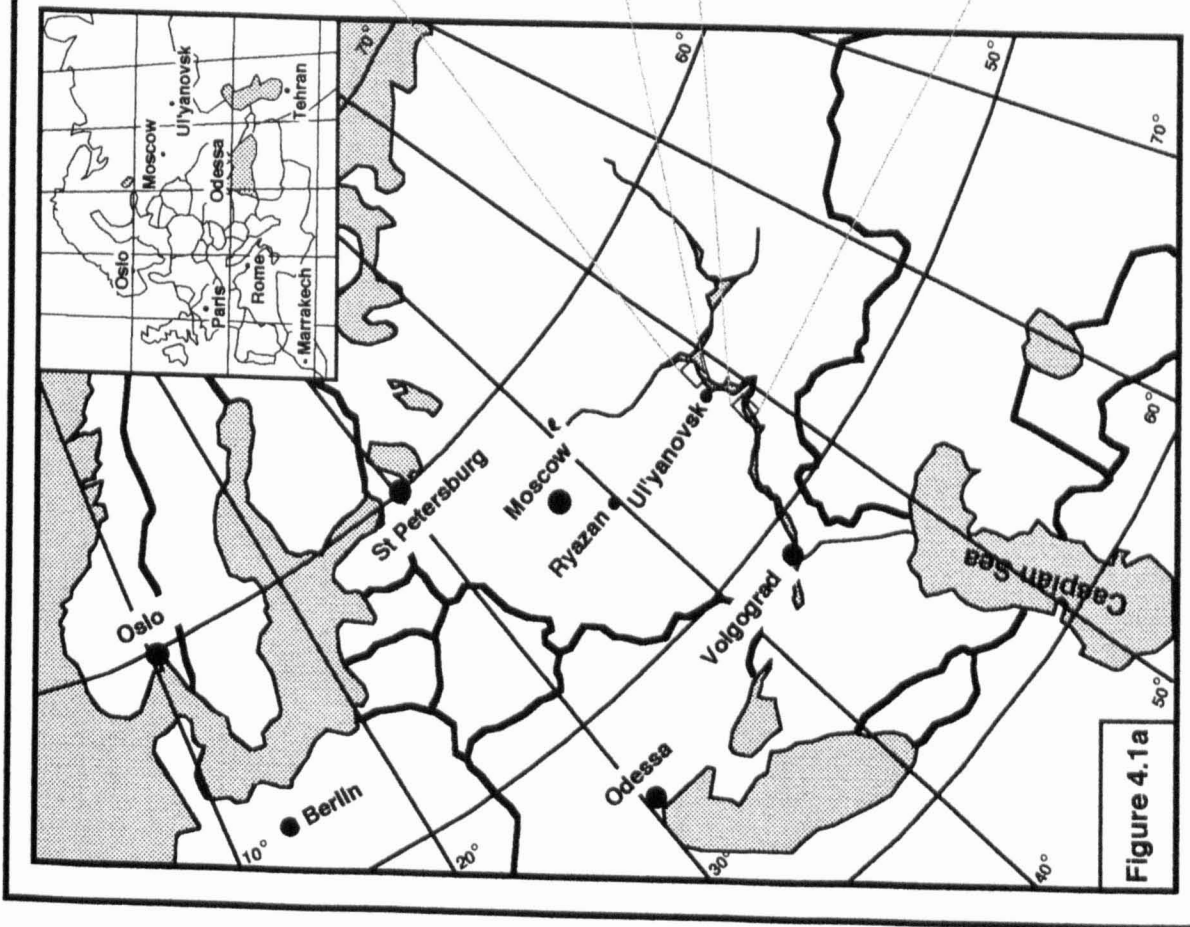 70°
60°
50°
70°
Oslo
Moscow
Ul'yanovsk
Odessa
Paris
Rome
Marrakech
Tehran
Oslo
St Petersburg
Moscow
Ryazan
Ul'yanovsk
Berlin
Odessa
Volgograd
Caspian Sea
10°
20°
30°
40°
50°
60°
Figure 4.1a